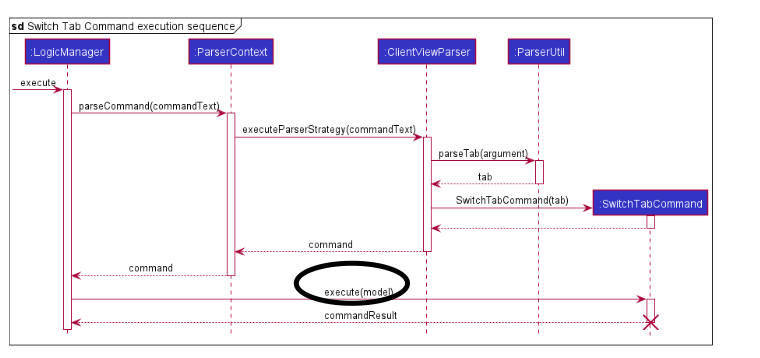 sd Switch Tab Command execution sequence
:LogicManager
:ParserContext
:ClientViewParser
:ParserUtil
execute
parseCommand(commandText)
executeParserStrategy(commandText)
parseTab(argument)
tab
SwitchTabCommand(tab)
:SwitchTabCommand
command
command
execute(model)
commandResult